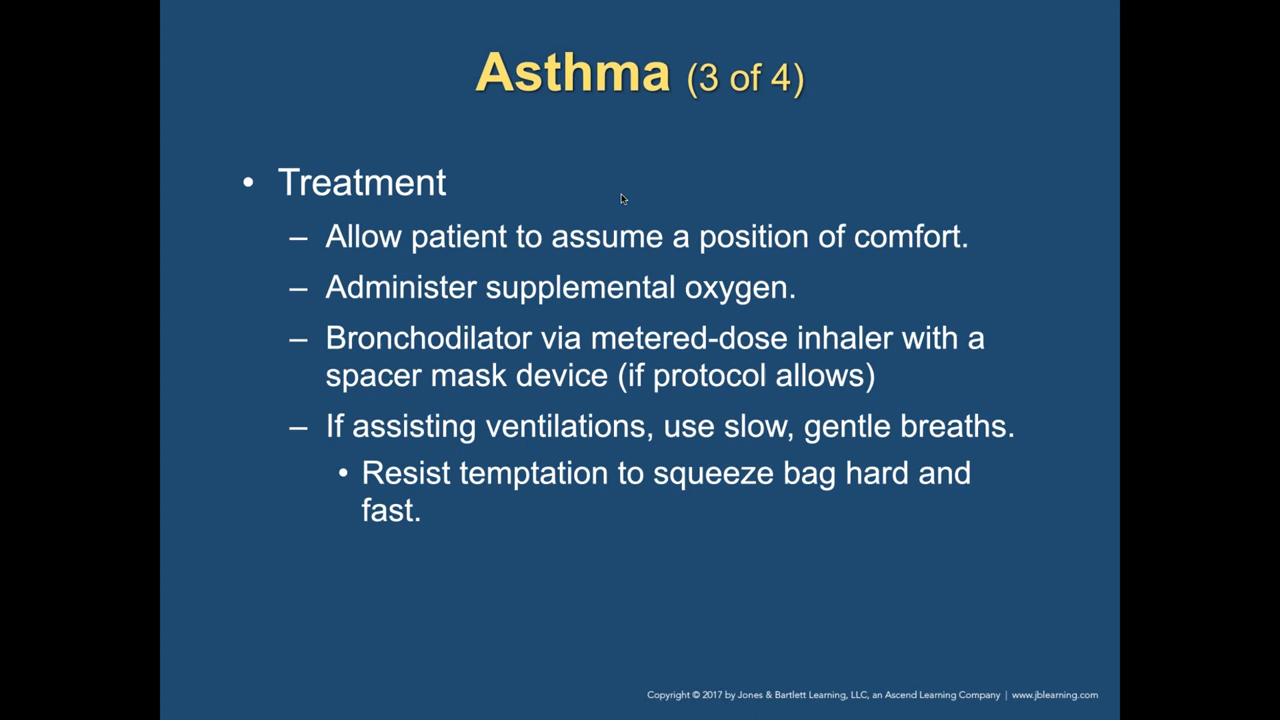 Asthma (3 of 4)
• Treatment
– Allow patient to assume a position of comfort.
– Administer supplemental oxygen.
– Bronchodilator via metered-dose inhaler with a
spacer mask device (if protocol allows)
– If assisting ventilations, use slow, gentle breaths.
• Resist temptation to squeeze bag hard and
fast.
Copyright © 2017 by Jones & Bartlett Learning, LLC, an Ascend Learning Company | www.jblearning.com